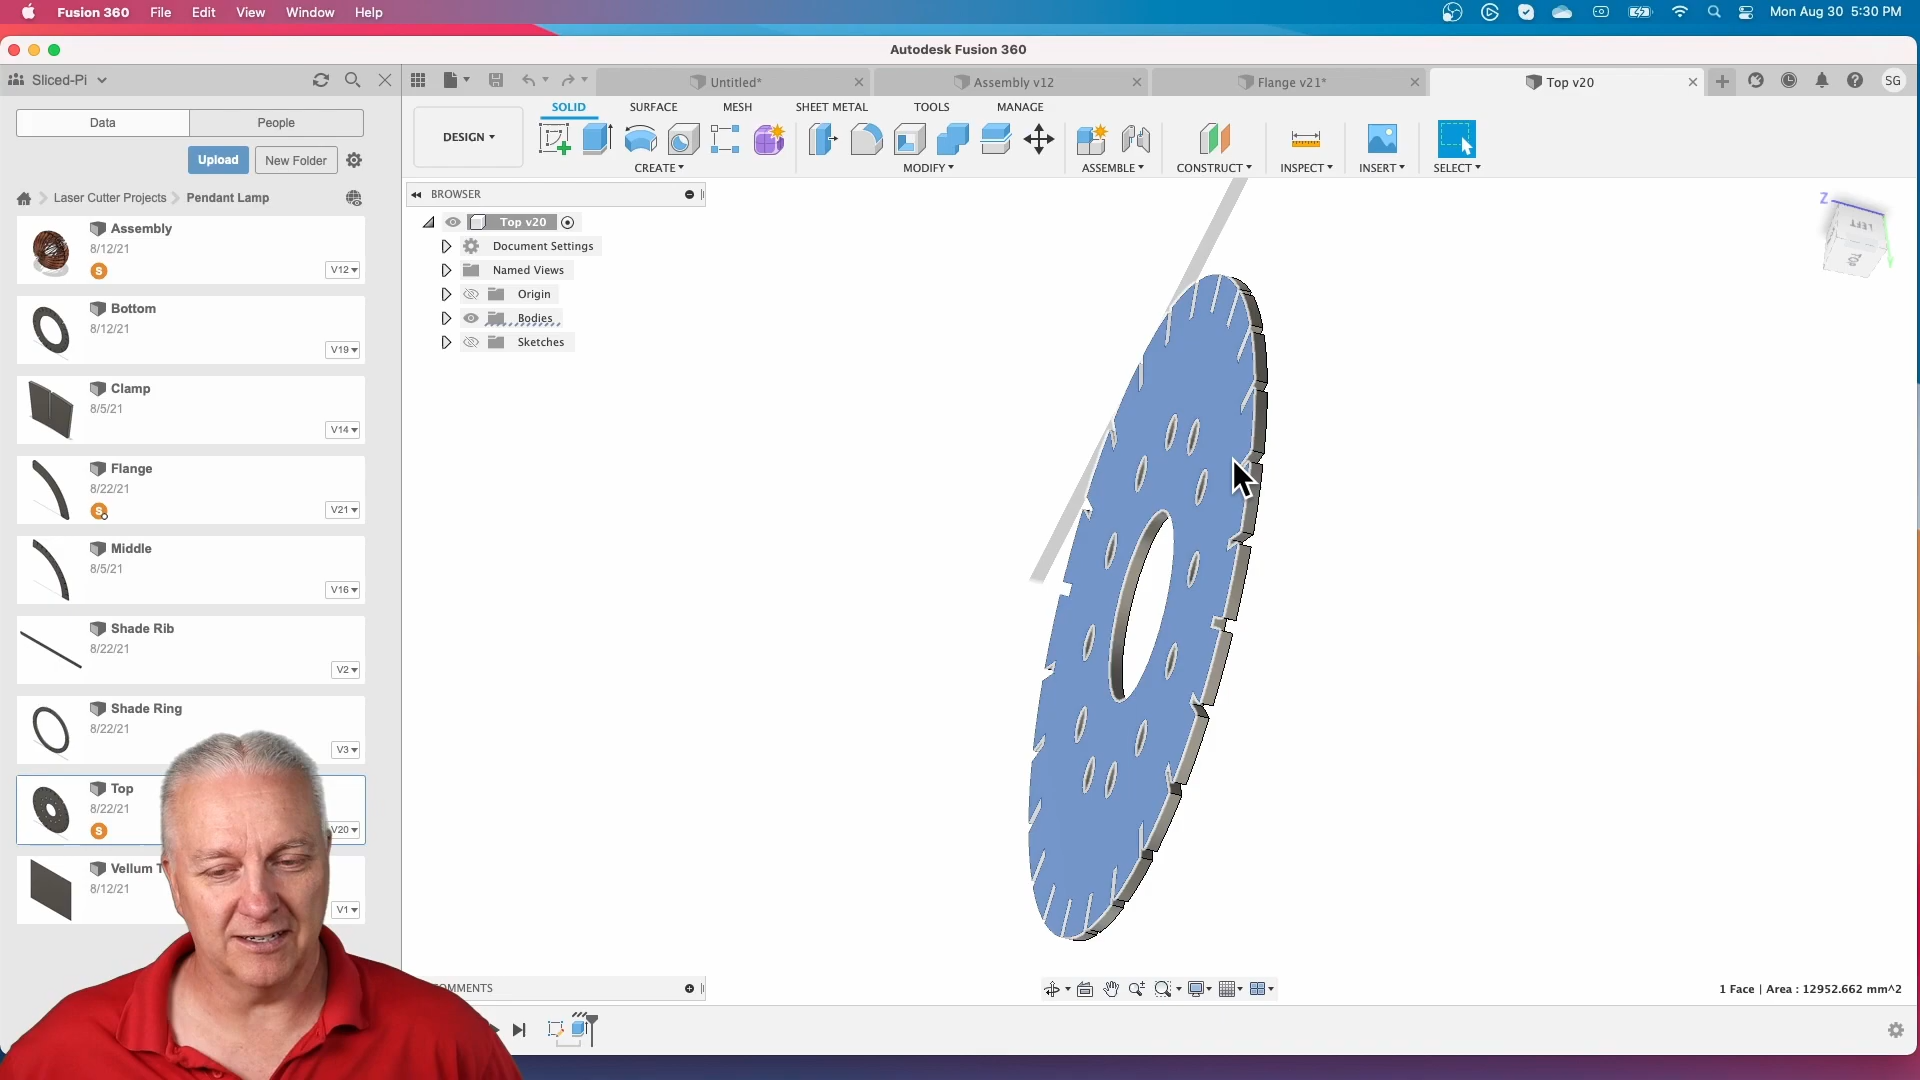 Fusion 360 File Edit View Window Help Mon Aug 30 5:30 PM
Autodesk Fusion 360
Sliced-Pi
Untitled* Assembly v12 Flange v21* Top v20 SG
Data People
Upload New Folder
Laser Cutter Projects Pendant Lamp
Assembly
8/12/21
S V12
Bottom
8/12/21
V19
Clamp
8/5/21
V14
Flange
8/22/21
S V21
Middle
8/5/21
V16
Shade Rib
8/22/21
V2
Shade Ring
8/22/21
V3
Top
8/22/21
S V20
Vellum T
8/12/21
V1
DESIGN
SOLID SURFACE MESH SHEET METAL TOOLS MANAGE
CREATE MODIFY ASSEMBLE CONSTRUCT INSPECT INSERT SELECT
BROWSER
Top v20
Document Settings
Named Views
Origin
Bodies
Sketches
Z
LEFT
TOP
OMMENTS
1 Face | Area : 12952.662 mm^2